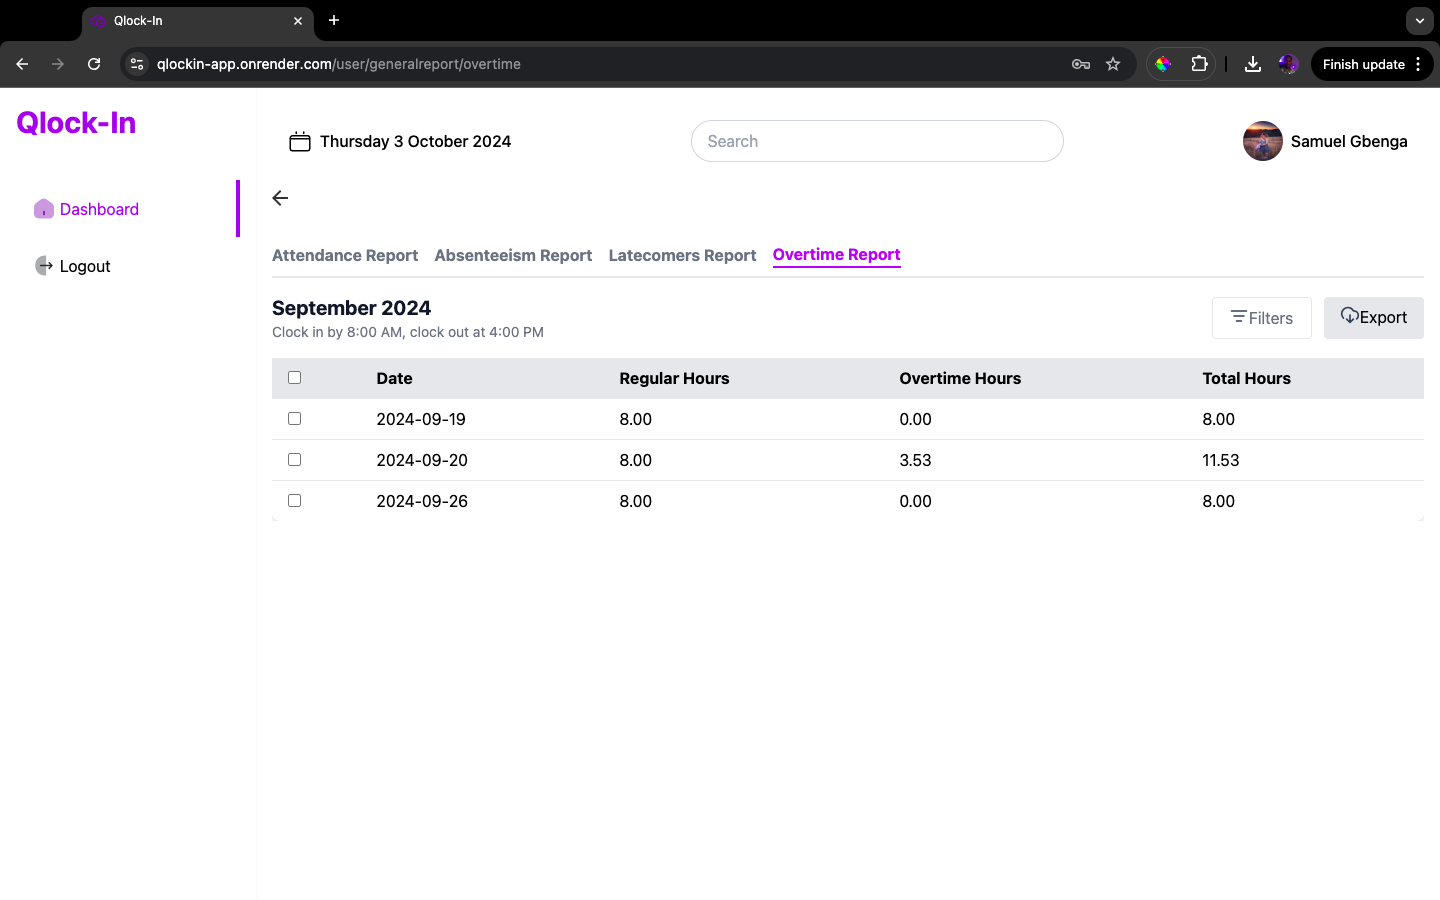 Qlock-In
qlockin-app.onrender.com/user/generalreport/overtime
Finish update
Qlock-In
Thursday 3 October 2024
Search
Samuel Gbenga
Dashboard
Logout
Attendance Report Absenteeism Report Latecomers Report Overtime Report
September 2024
Clock in by 8:00 AM, clock out at 4:00 PM
Filters
Export
Date Regular Hours Overtime Hours Total Hours
2024-09-19 8.00 0.00 8.00
2024-09-20 8.00 3.53 11.53
2024-09-26 8.00 0.00 8.00